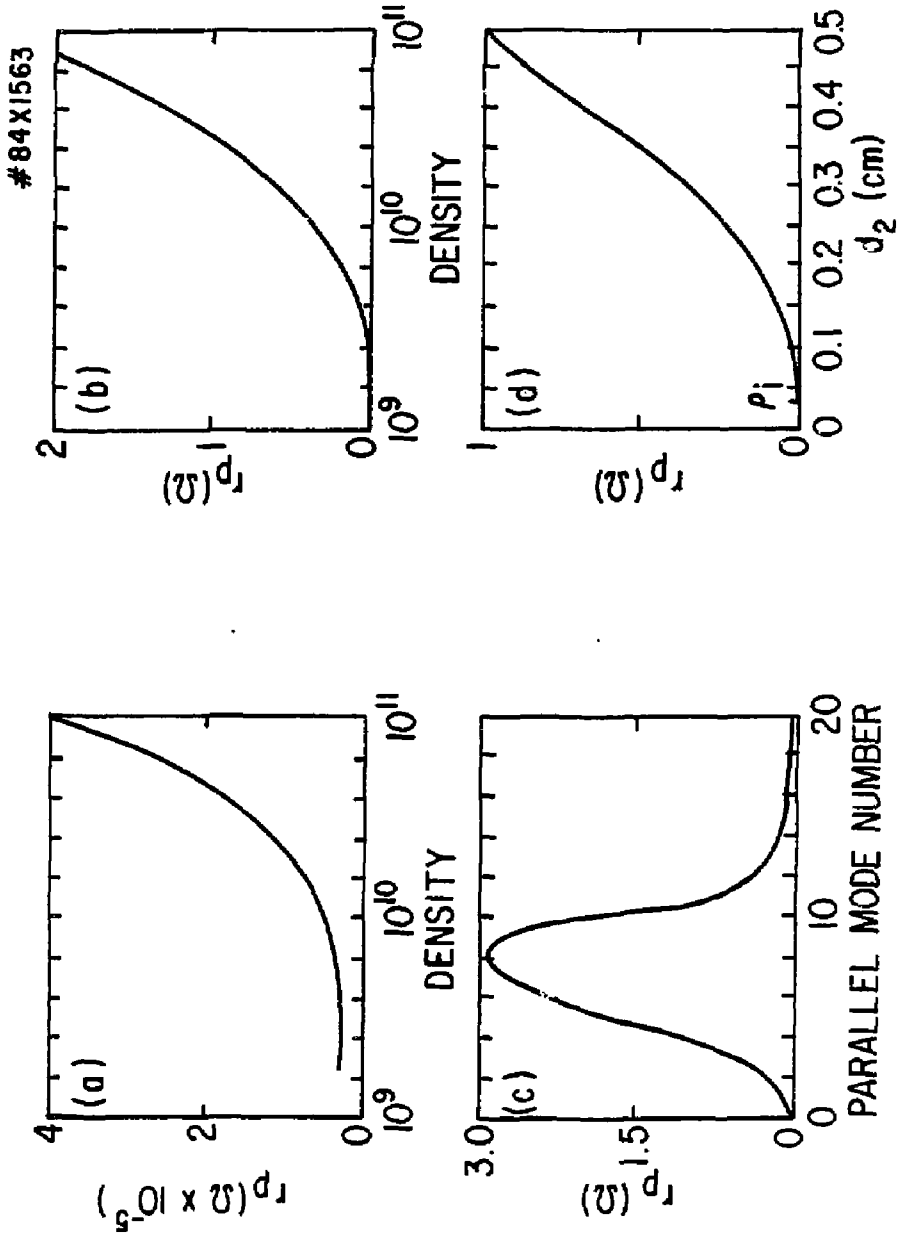 #84X1563
(a)
r_p (Ω × 10^-5)
4
2
0
10^9
10^10
10^11
DENSITY
(b)
r_p (Ω)
2
1
0
10^9
10^10
10^11
DENSITY
(c)
r_p (Ω)
3.0
1.5
0
0
10
20
PARALLEL MODE NUMBER
(d)
r_p (Ω)
1
0
ρ_i
0
0.1
0.2
0.3
0.4
0.5
d_2 (cm)